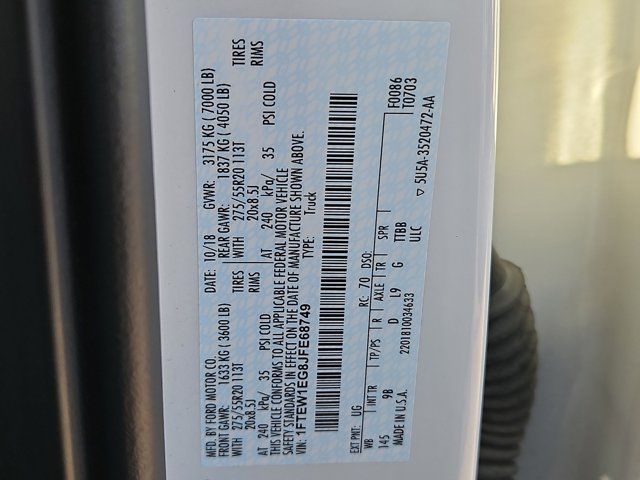 MFD. BY FORD MOTOR CO.
DATE: 10/18 GVWR: 3175 KG ( 7000 LB)
FRONT GAWR: 1633 KG ( 3600 LB) REAR GAWR: 1837 KG ( 4050 LB)
WITH 275/55R20 113T TIRES WITH 275/55R20 113T TIRES
20x8.5J RIMS 20x8.5J RIMS
AT 240 kPa/ 35 PSI COLD AT 240 kPa/ 35 PSI COLD
THIS VEHICLE CONFORMS TO ALL APPLICABLE FEDERAL MOTOR VEHICLE
SAFETY STANDARDS IN EFFECT ON THE DATE OF MANUFACTURE SHOWN ABOVE.
VIN: 1FTEW1EG8JFE68749 TYPE: Truck
F0086
T0703
EXT PNT: UG RC: 70 DSO:
WB INT TR TP/PS R AXLE TR SPR
145 9B D L9 G TTBB
MADE IN U.S.A. 2201810034633 ULC
5U5A-3520472-AA